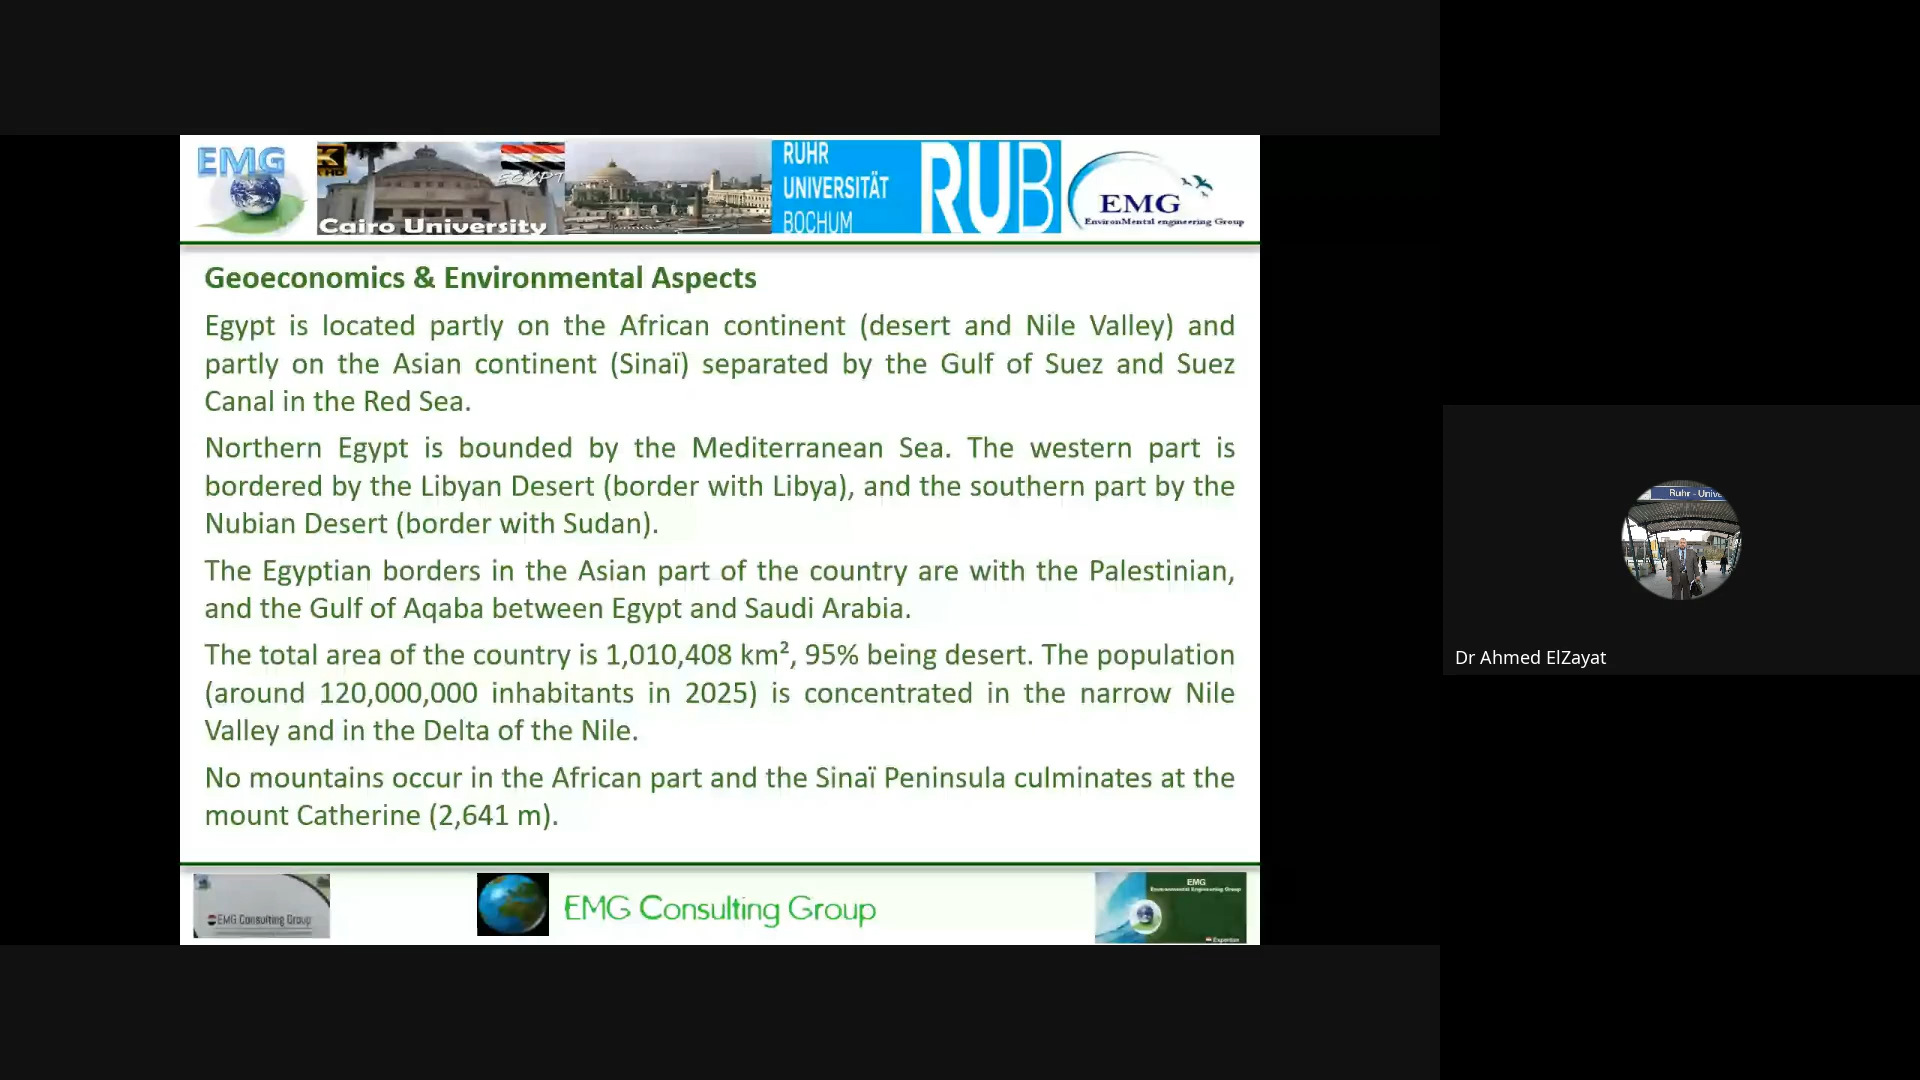 EMG
K
HD
EGYPT
Cairo University
RUHR
UNIVERSITÄT
BOCHUM
RUB
EMG
EnvironMental engineering Group
Geoeconomics & Environmental Aspects
Egypt is located partly on the African continent (desert and Nile Valley) and
partly on the Asian continent (Sinaï) separated by the Gulf of Suez and Suez
Canal in the Red Sea.
Northern Egypt is bounded by the Mediterranean Sea. The western part is
bordered by the Libyan Desert (border with Libya), and the southern part by the
Nubian Desert (border with Sudan).
The Egyptian borders in the Asian part of the country are with the Palestinian,
and the Gulf of Aqaba between Egypt and Saudi Arabia.
The total area of the country is 1,010,408 km², 95% being desert. The population
(around 120,000,000 inhabitants in 2025) is concentrated in the narrow Nile
Valley and in the Delta of the Nile.
No mountains occur in the African part and the Sinaï Peninsula culminates at the
mount Catherine (2,641 m).
Ruhr - Unive
Dr Ahmed ElZayat
EMG Consulting Group
EMG Consulting Group
EMG
Environmental Engineering Group